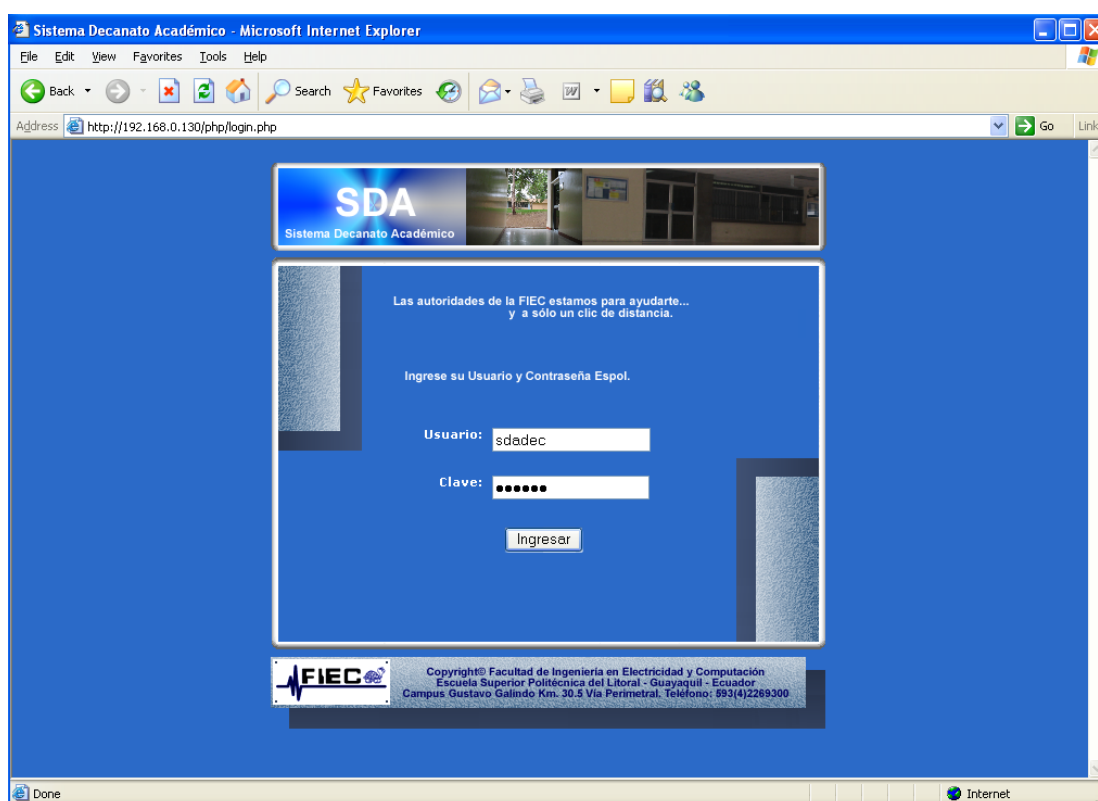 Sistema Decanato Académico - Microsoft Internet Explorer
File Edit View Favorites Tools Help
Back Search Favorites
Address http://192.168.0.130/php/login.php Go Link
SDA
Sistema Decanato Académico
Las autoridades de la FIEC estamos para ayudarte...
y a sólo un clic de distancia.
Ingrese su Usuario y Contraseña Espol.
Usuario: sdadec
Clave: ●●●●●●
Ingresar
FIEC
Copyright© Facultad de Ingeniería en Electricidad y Computación
Escuela Superior Politécnica del Litoral - Guayaquil - Ecuador
Campus Gustavo Galindo Km. 30.5 Vía Perimetral, Teléfono: 593(4)2269300
Done Internet